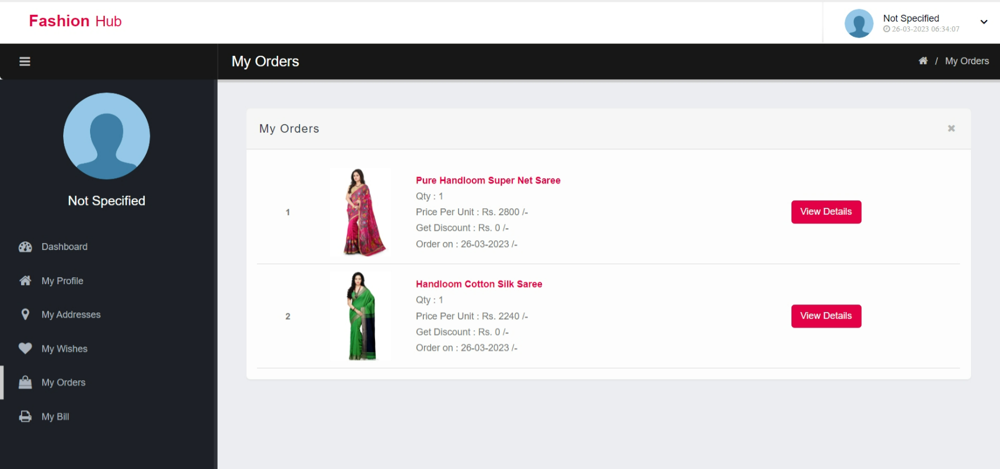 Fashion Hub
Not Specified
26-03-2023 06:34:07
My Orders
/ My Orders
Not Specified
Dashboard
My Profile
My Addresses
My Wishes
My Orders
My Bill
My Orders
1
Pure Handloom Super Net Saree
Qty : 1
Price Per Unit : Rs. 2800 /-
Get Discount : Rs. 0 /-
Order on : 26-03-2023 /-
View Details
2
Handloom Cotton Silk Saree
Qty : 1
Price Per Unit : Rs. 2240 /-
Get Discount : Rs. 0 /-
Order on : 26-03-2023 /-
View Details